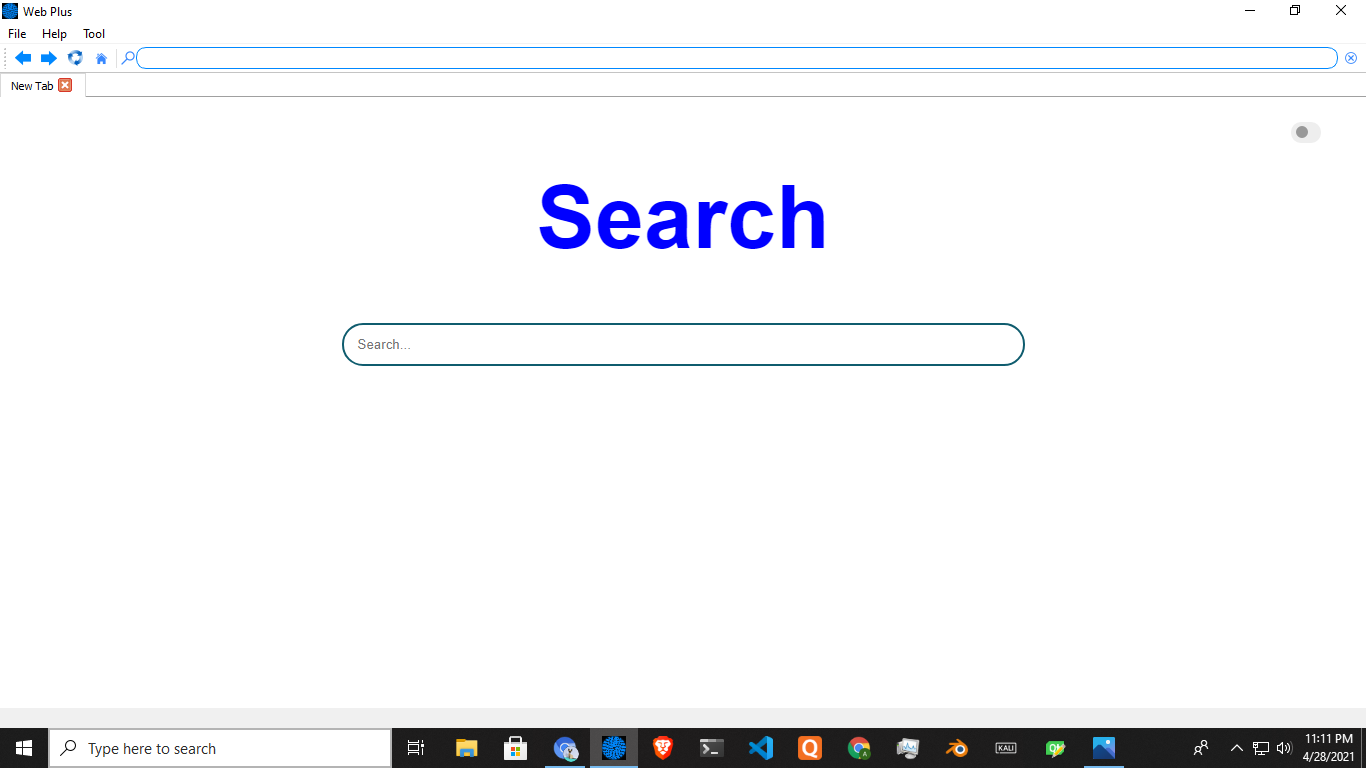 Web Plus
File Help Tool
New Tab
Search
Search...
Type here to search
KALI
11:11 PM
4/28/2021